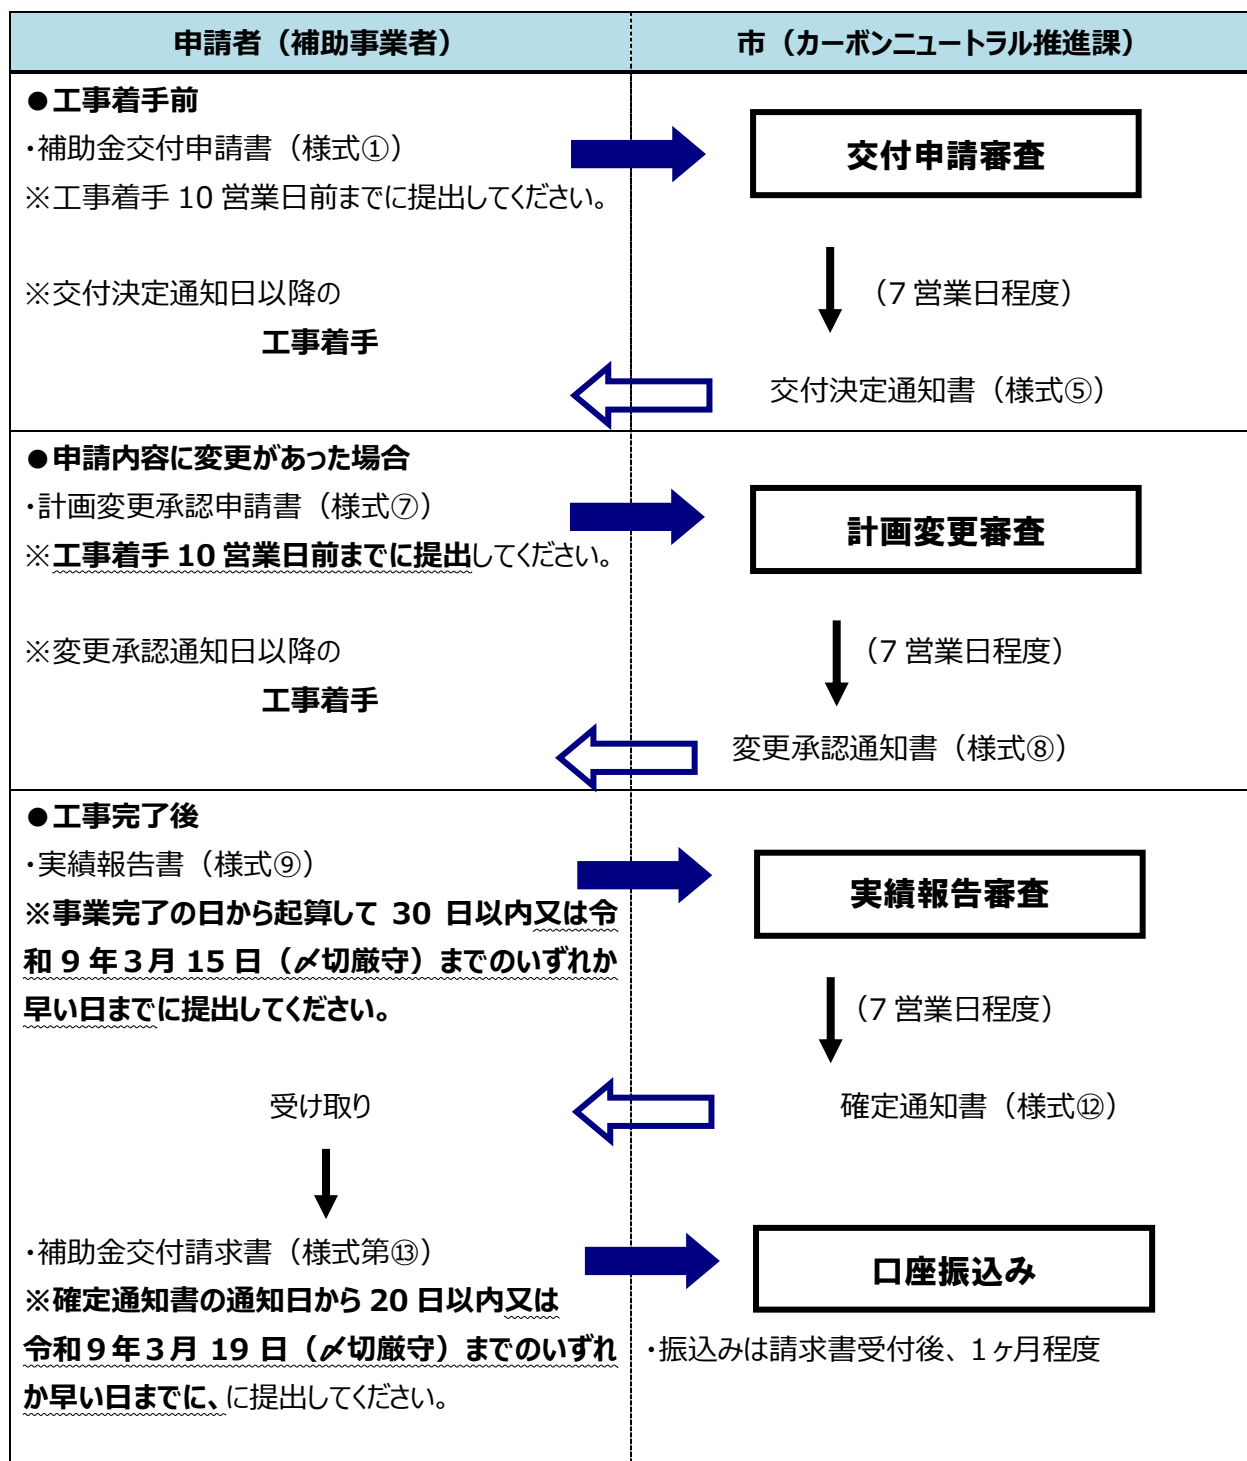 申請者（補助事業者）
市（カーボンニュートラル推進課）
●工事着手前
・補助金交付申請書（様式①）
※工事着手 10 営業日前までに提出してください。
交付申請審査
※交付決定通知日以降の
工事着手
（7 営業日程度）
交付決定通知書（様式⑤）
●申請内容に変更があった場合
・計画変更承認申請書（様式⑦）
※工事着手 10 営業日前までに提出してください。
計画変更審査
※変更承認通知日以降の
工事着手
（7 営業日程度）
変更承認通知書（様式⑧）
●工事完了後
・実績報告書（様式⑨）
※事業完了の日から起算して 30 日以内又は令
和 9 年３月 15 日（〆切厳守）までのいずれか
早い日までに提出してください。
実績報告審査
（7 営業日程度）
受け取り
確定通知書（様式⑫）
・補助金交付請求書（様式第⑬）
※確定通知書の通知日から 20 日以内又は
令和９年３月 19 日（〆切厳守）までのいずれ
か早い日までに、に提出してください。
口座振込み
・振込みは請求書受付後、１ヶ月程度